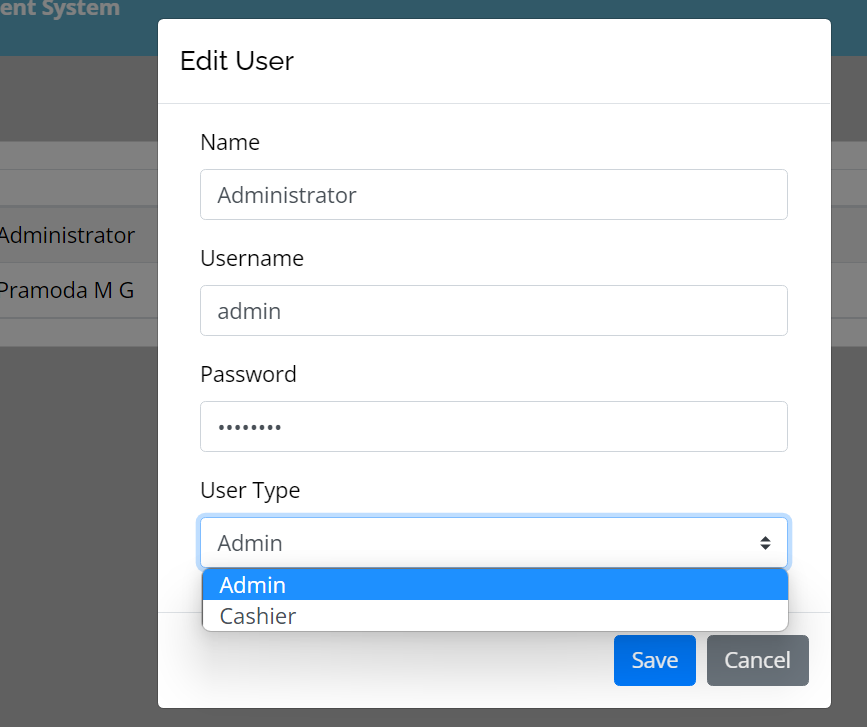 ent System
Edit User
Name
Administrator
Administrator
Username
Pramoda M G
admin
Password
••••••••
User Type
Admin
Admin
Cashier
Save Cancel